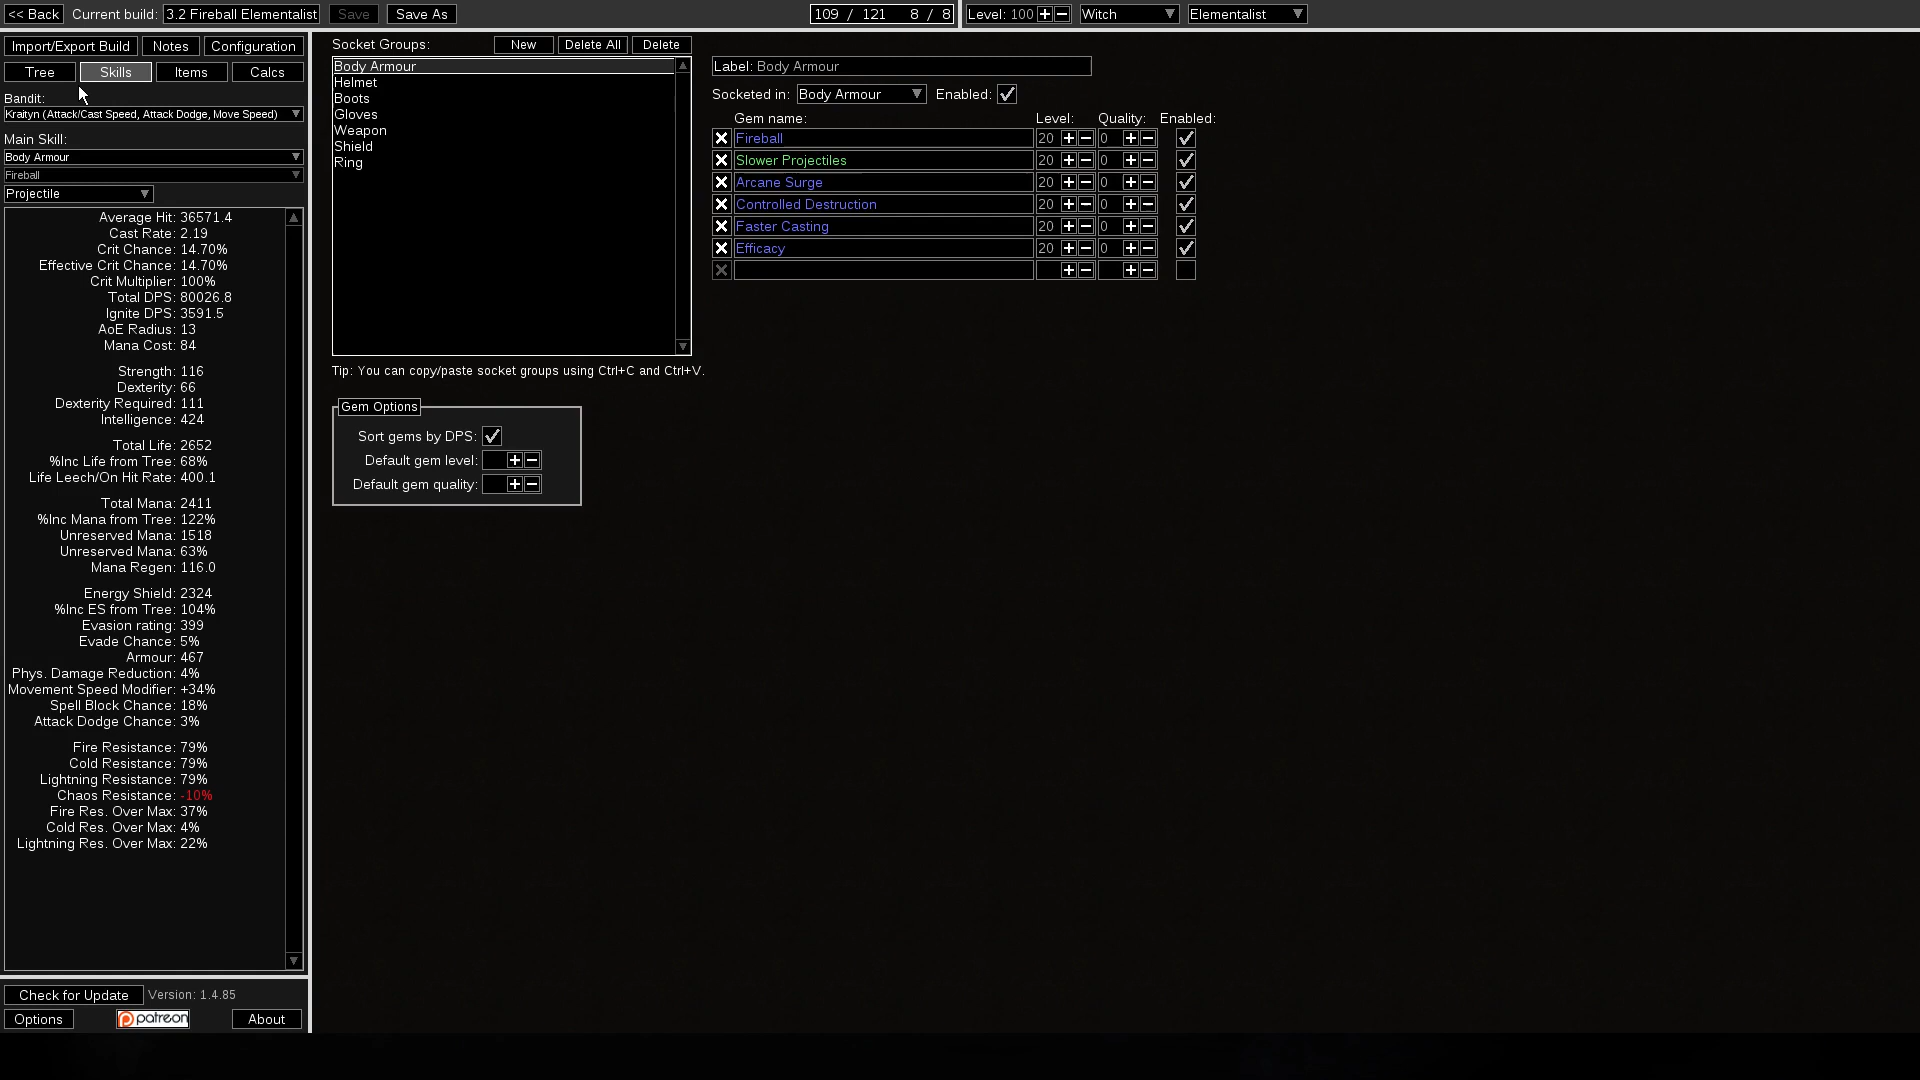 << Back Current build: 3.2 Fireball Elementalist Save Save As 109 / 121 8 / 8 Level: 100 Witch Elementalist
Import/Export Build Notes Configuration
Tree Skills Items Calcs
Bandit:
Kraityn (Attack/Cast Speed, Attack Dodge, Move Speed)
Main Skill:
Body Armour
Fireball
Projectile
Average Hit: 36571.4
Cast Rate: 2.19
Crit Chance: 14.70%
Effective Crit Chance: 14.70%
Crit Multiplier: 100%
Total DPS: 80026.8
Ignite DPS: 3591.5
AoE Radius: 13
Mana Cost: 84
Strength: 116
Dexterity: 66
Dexterity Required: 111
Intelligence: 424
Total Life: 2652
%Inc Life from Tree: 68%
Life Leech/On Hit Rate: 400.1
Total Mana: 2411
%Inc Mana from Tree: 122%
Unreserved Mana: 1518
Unreserved Mana: 63%
Mana Regen: 116.0
Energy Shield: 2324
%Inc ES from Tree: 104%
Evasion rating: 399
Evade Chance: 5%
Armour: 467
Phys. Damage Reduction: 4%
Movement Speed Modifier: +34%
Spell Block Chance: 18%
Attack Dodge Chance: 3%
Fire Resistance: 79%
Cold Resistance: 79%
Lightning Resistance: 79%
Chaos Resistance: -10%
Fire Res. Over Max: 37%
Cold Res. Over Max: 4%
Lightning Res. Over Max: 22%
Check for Update Version: 1.4.85
Options patreon About
Socket Groups: New Delete All Delete
Body Armour
Helmet
Boots
Gloves
Weapon
Shield
Ring
Tip: You can copy/paste socket groups using Ctrl+C and Ctrl+V.
Gem Options
Sort gems by DPS:
Default gem level:
Default gem quality:
Label: Body Armour
Socketed in: Body Armour Enabled:
Gem name: Level: Quality: Enabled:
Fireball 20 0
Slower Projectiles 20 0
Arcane Surge 20 0
Controlled Destruction 20 0
Faster Casting 20 0
Efficacy 20 0